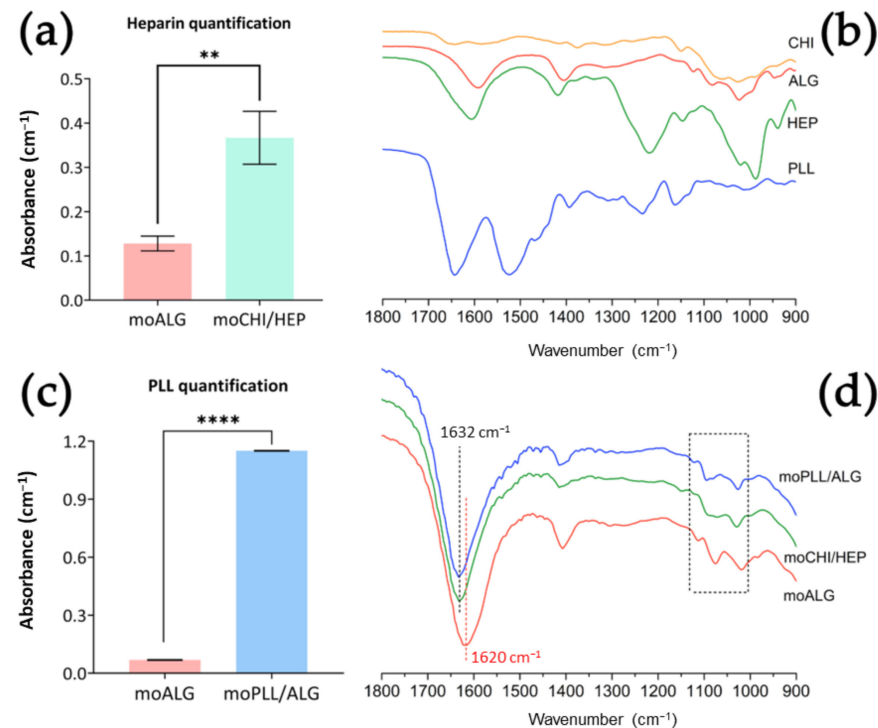 (a)
Heparin quantification
**
Absorbance (cm⁻¹)
0.5
0.4
0.3
0.2
0.1
0.0
moALG
moCHI/HEP
(b)
CHI
ALG
HEP
PLL
1800 1700 1600 1500 1400 1300 1200 1100 1000 900
Wavenumber (cm⁻¹)
(c)
PLL quantification
****
Absorbance (cm⁻¹)
1.2
0.9
0.6
0.3
0.0
moALG
moPLL/ALG
(d)
1632 cm⁻¹
moPLL/ALG
moCHI/HEP
moALG
1620 cm⁻¹
1800 1700 1600 1500 1400 1300 1200 1100 1000 900
Wavenumber (cm⁻¹)